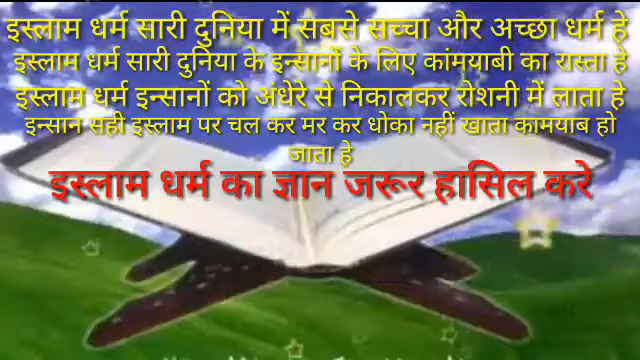 इस्लाम धर्म सारी दुनिया में सबसे सच्चा और अच्छा धर्म हे
इस्लाम धर्म सारी दुनिया के इन्सानों के लिए कांमयाबी का रास्ता हे
इस्लाम धर्म इन्सानों को अंधेरे से निकालकर रोशनी में लाता हे
इन्सान सही इस्लाम पर चल कर मर कर धोका नहीं खाता कामयाब हो
जाता हे
इस्लाम धर्म का ज्ञान जरूर हासिल करे